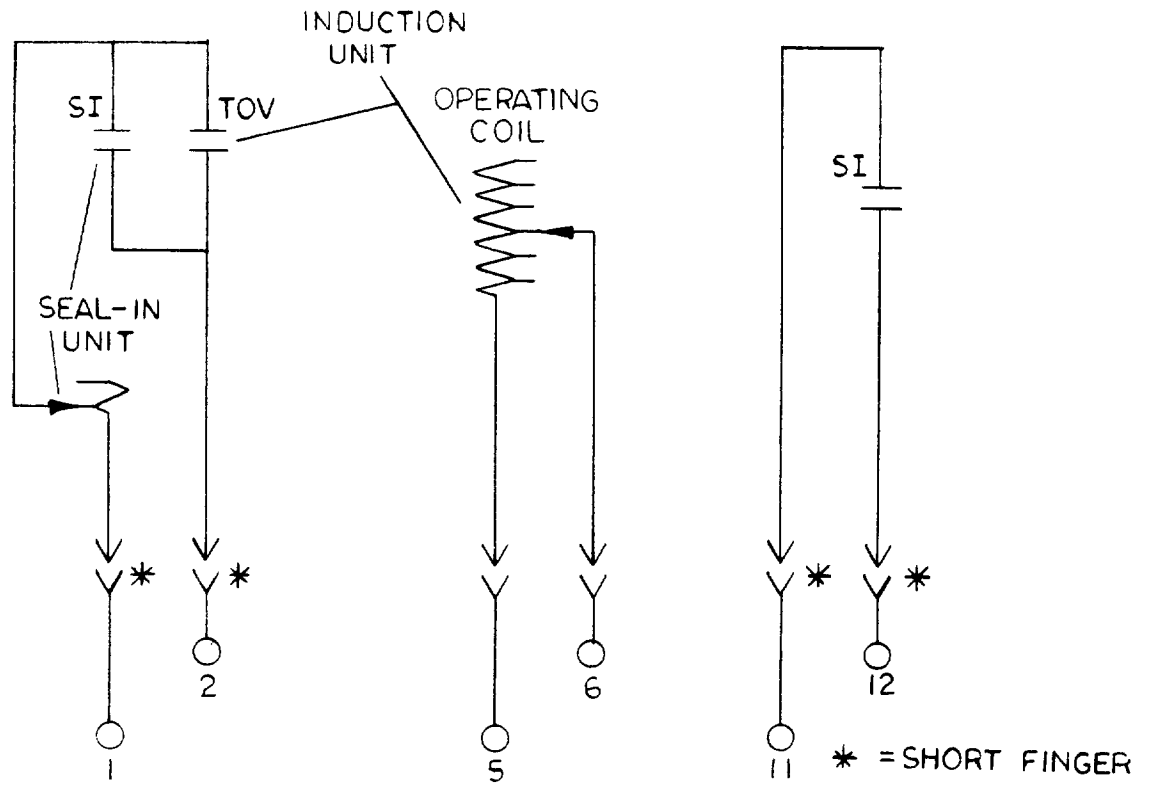 INDUCTION
UNIT
SI
TOV
OPERATING
COIL
SI
SEAL-IN
UNIT
*
*
*
*
2
6
12
1
5
11
* = SHORT FINGER